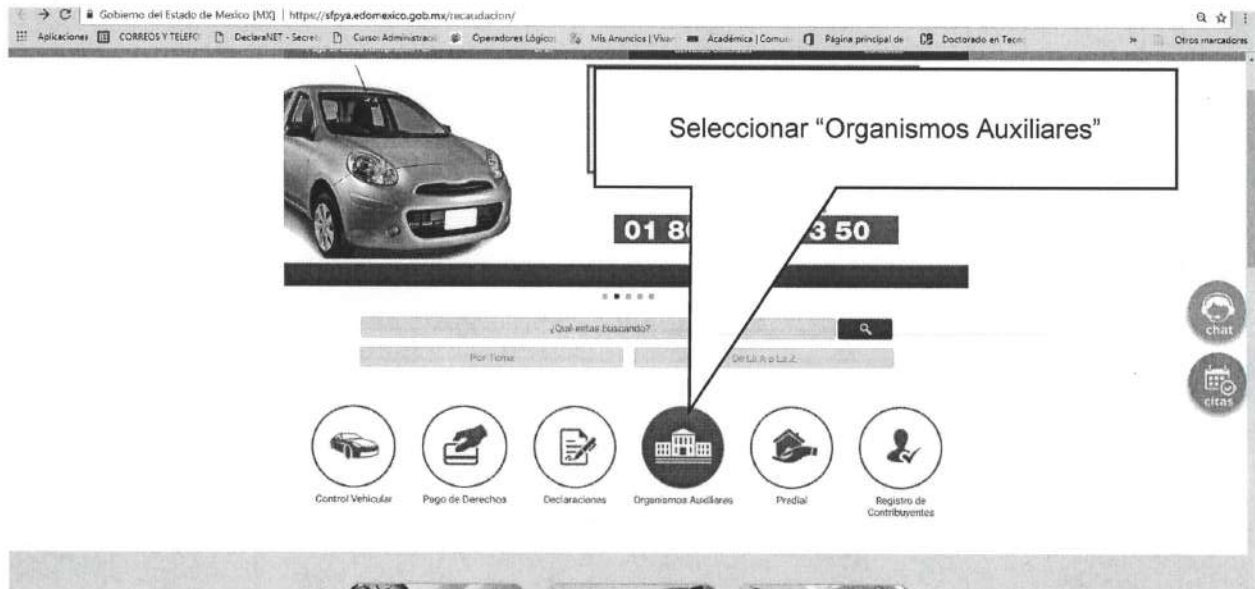 Gobierno del Estado de Mexico [MX] | https://sfpya.edomexico.gob.mx/recaudacion/
Aplicaciones CORREOS Y TELEFO DeclaraNET - Secret Curso: Administrac Operadores Lógico Mis Anuncios | Vivan Académica | Comun Página principal de Doctorado en Tecn » Otros marcadores
Seleccionar “Organismos Auxiliares”
01 80 3 50
¿Qué estas buscando?
Por Tema De La A a La Z
chat
citas
Control Vehicular Pago de Derechos Declaraciones Organismos Auxiliares Predial Registro de
Contribuyentes